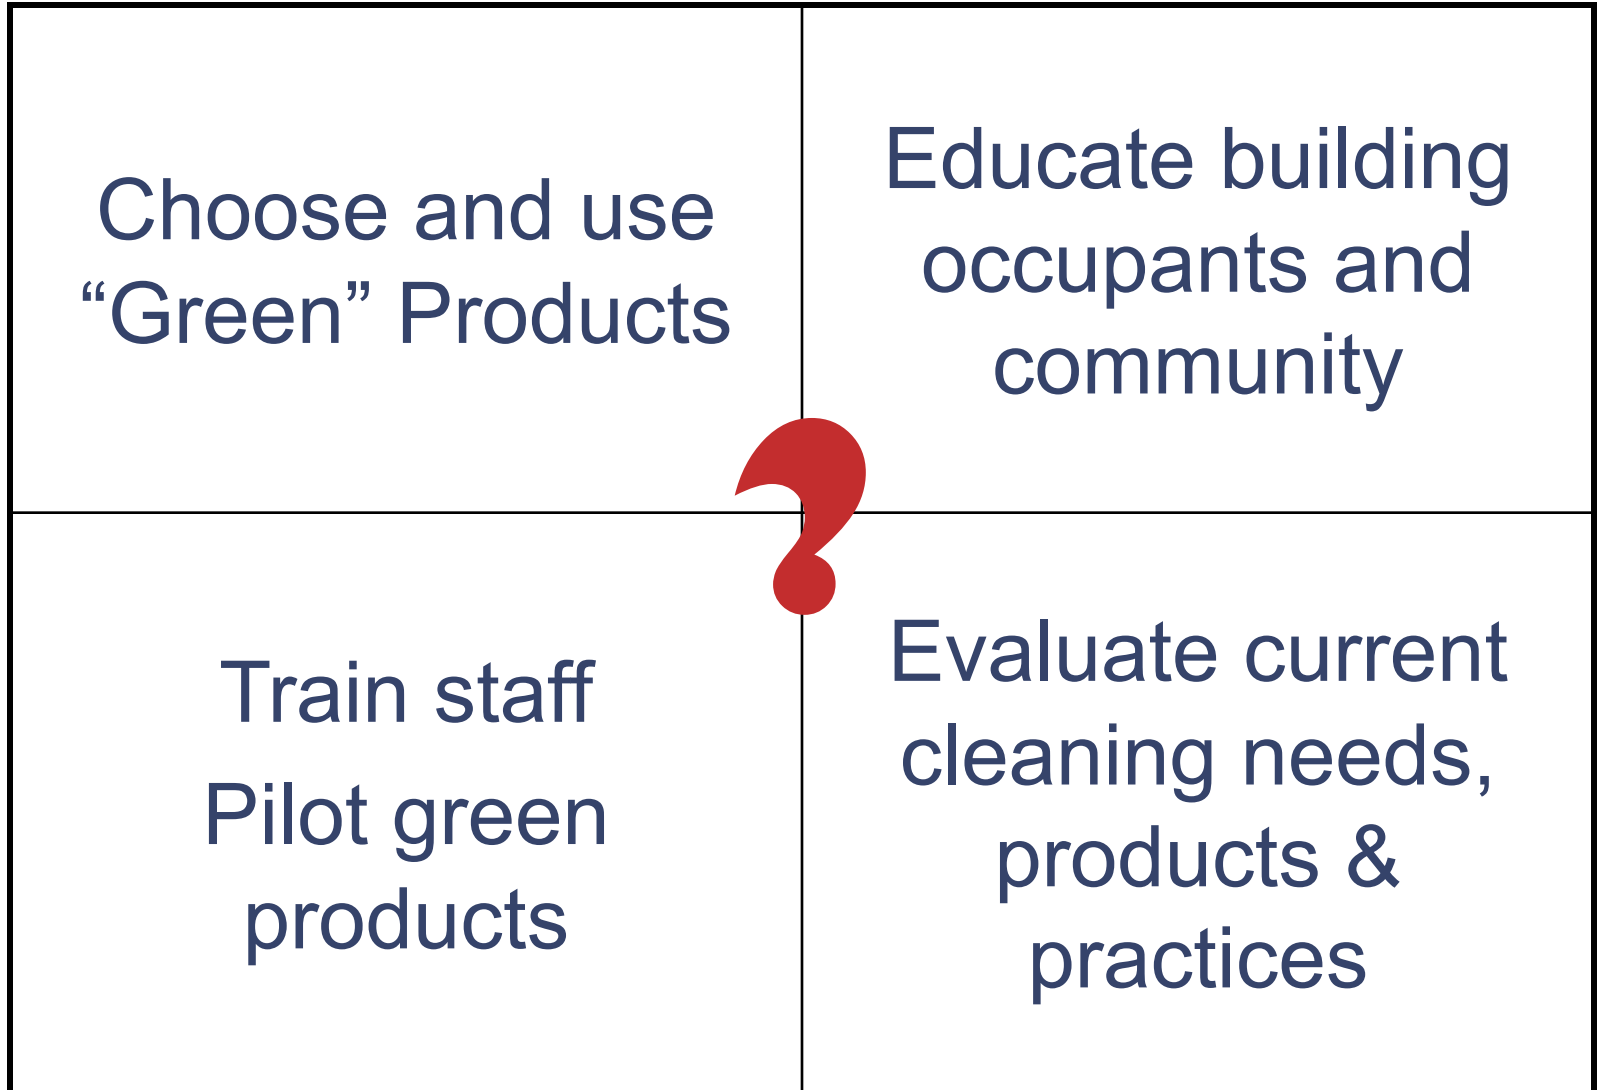 Choose and use
“Green” Products
Educate building
occupants and
community
?
Train staff
Pilot green
products
Evaluate current
cleaning needs,
products &
practices